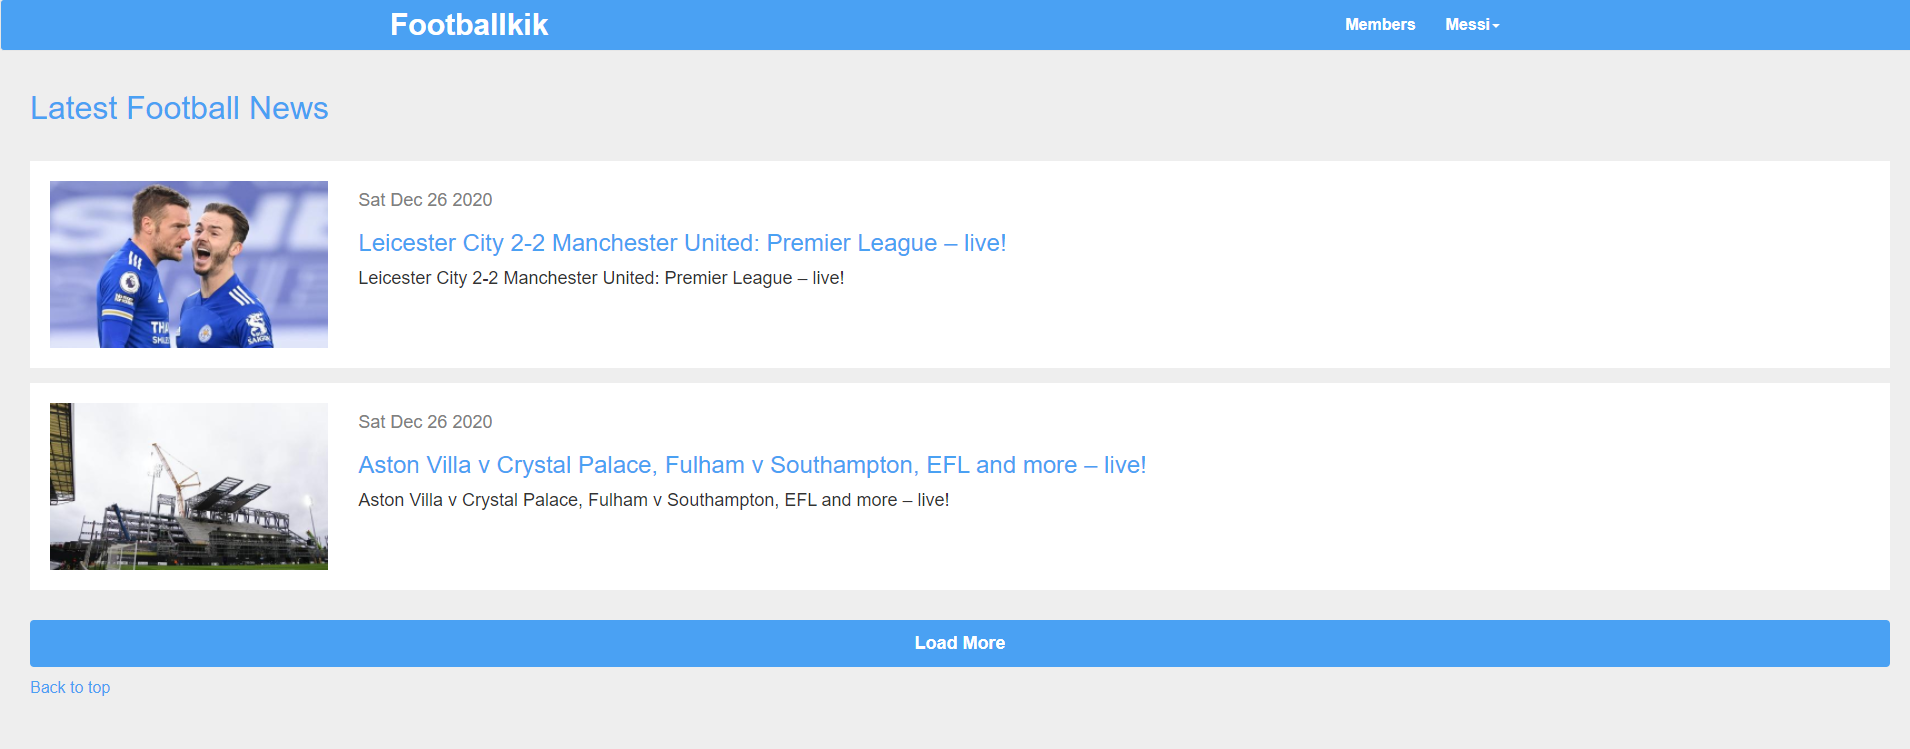 Footballkik
Members
Messi
Latest Football News
Sat Dec 26 2020
Leicester City 2-2 Manchester United: Premier League – live!
Leicester City 2-2 Manchester United: Premier League – live!
Sat Dec 26 2020
Aston Villa v Crystal Palace, Fulham v Southampton, EFL and more – live!
Aston Villa v Crystal Palace, Fulham v Southampton, EFL and more – live!
Load More
Back to top